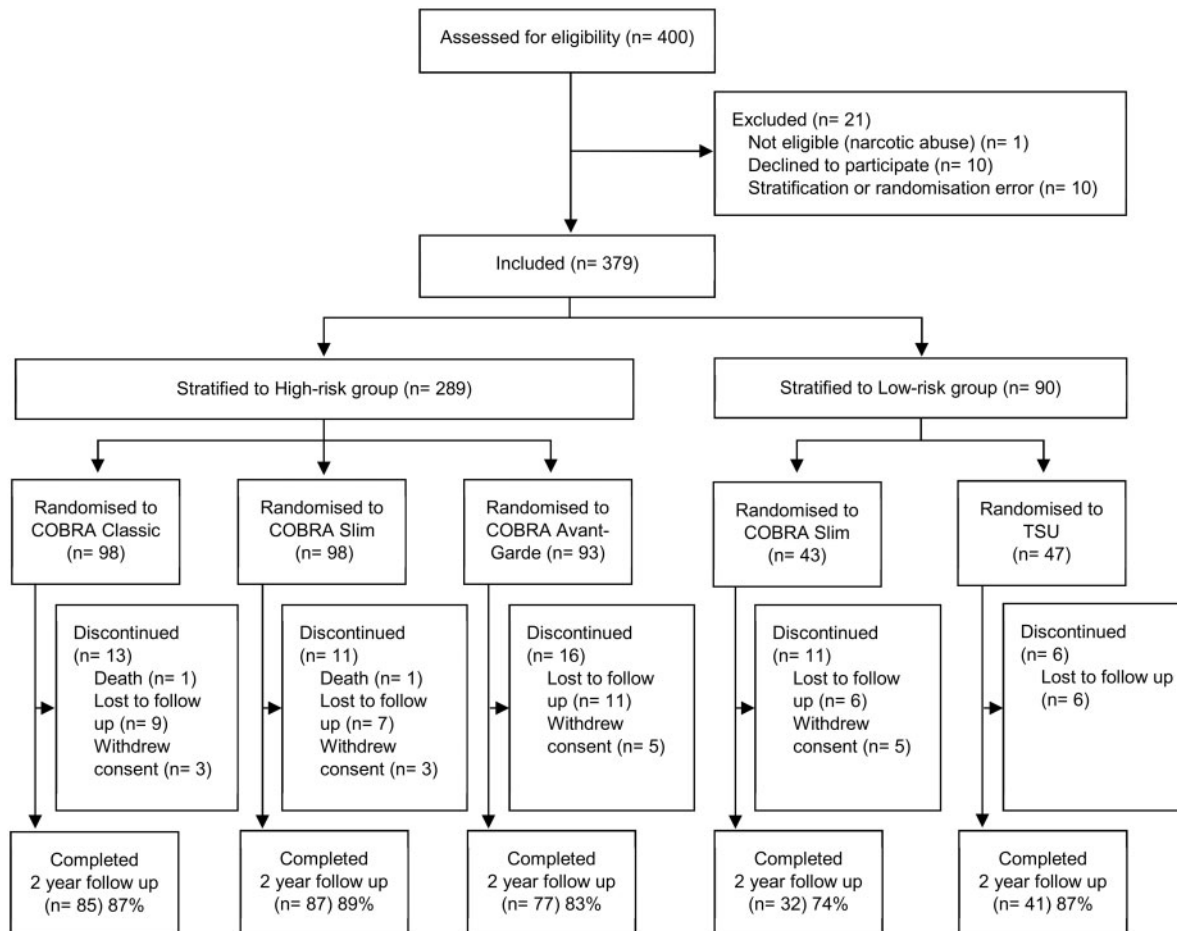 Assessed for eligibility (n= 400)
Excluded (n= 21)
Not eligible (narcotic abuse) (n= 1)
Declined to participate (n= 10)
Stratification or randomisation error (n= 10)
Included (n= 379)
Stratified to High-risk group (n= 289)
Stratified to Low-risk group (n= 90)
Randomised to
COBRA Classic
(n= 98)
Randomised to
COBRA Slim
(n= 98)
Randomised to
COBRA Avant-
Garde (n= 93)
Randomised to
COBRA Slim
(n= 43)
Randomised to
TSU
(n= 47)
Discontinued
(n= 13)
Death (n= 1)
Lost to follow
up (n= 9)
Withdrew
consent (n= 3)
Discontinued
(n= 11)
Death (n= 1)
Lost to follow
up (n= 7)
Withdrew
consent (n= 3)
Discontinued
(n= 16)
Lost to follow
up (n= 11)
Withdrew
consent (n= 5)
Discontinued
(n= 11)
Lost to follow
up (n= 6)
Withdrew
consent (n= 5)
Discontinued
(n= 6)
Lost to follow up
(n= 6)
Completed
2 year follow up
(n= 85) 87%
Completed
2 year follow up
(n= 87) 89%
Completed
2 year follow up
(n= 77) 83%
Completed
2 year follow up
(n= 32) 74%
Completed
2 year follow up
(n= 41) 87%